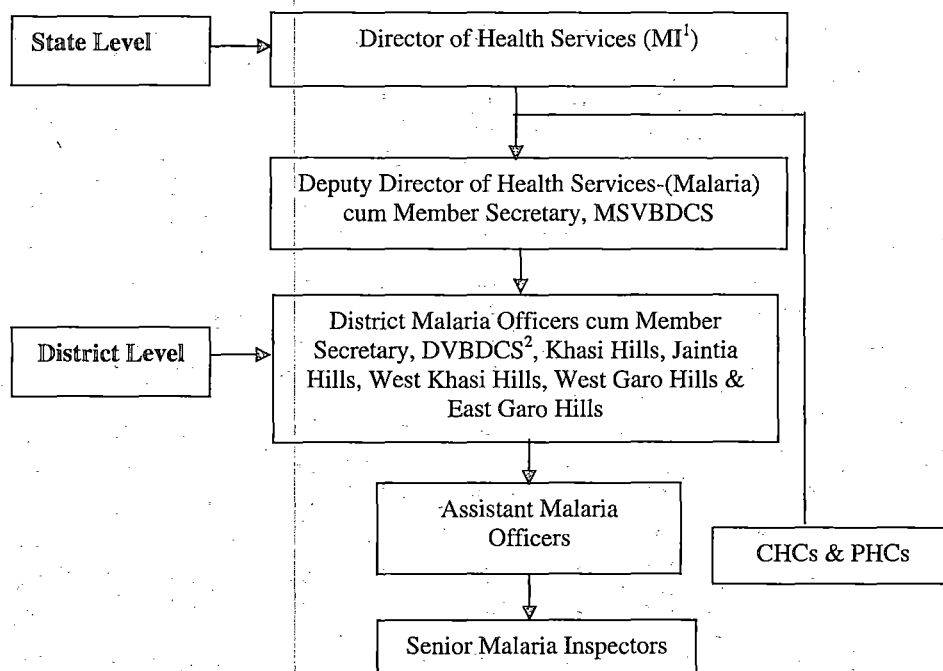 State Level
Director of Health Services (MI¹)
Deputy Director of Health Services-(Malaria)
cum Member Secretary, MSVBDCS
District Level
District Malaria Officers cum Member
Secretary, DVBDCS², Khasi Hills, Jaintia
Hills, West Khasi Hills, West Garo Hills &
East Garo Hills
Assistant Malaria
Officers
CHCs & PHCs
Senior Malaria Inspectors